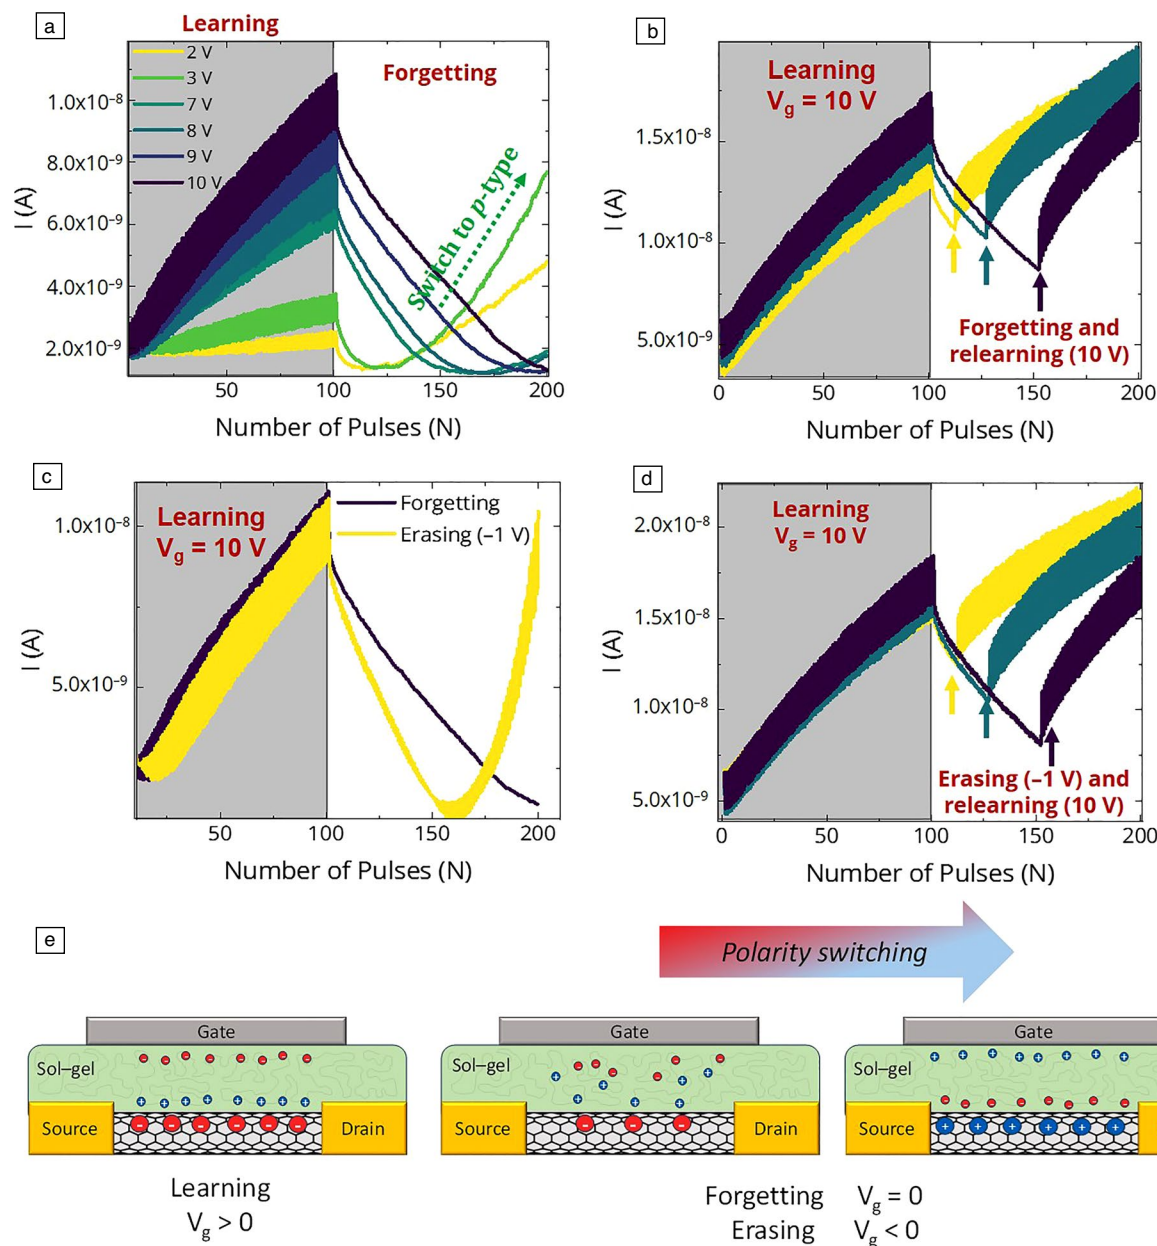 a
Learning
2 V
3 V
7 V
8 V
9 V
10 V
Forgetting
Switch to p-type
1.0x10⁻⁸
8.0x10⁻⁹
6.0x10⁻⁹
4.0x10⁻⁹
2.0x10⁻⁹
I (A)
50 100 150 200
Number of Pulses (N)
b
Learning
Vg = 10 V
1.5x10⁻⁸
1.0x10⁻⁸
5.0x10⁻⁹
I (A)
Forgetting and
relearning (10 V)
0 50 100 150 200
Number of Pulses (N)
c
Learning
Vg = 10 V
Forgetting
Erasing (–1 V)
1.0x10⁻⁸
5.0x10⁻⁹
I (A)
50 100 150 200
Number of Pulses (N)
d
Learning
Vg = 10 V
2.0x10⁻⁸
1.5x10⁻⁸
1.0x10⁻⁸
5.0x10⁻⁹
I (A)
Erasing (–1 V) and
relearning (10 V)
0 50 100 150 200
Number of Pulses (N)
e
Polarity switching
Gate
Sol–gel
Source
Drain
Learning
Vg > 0
Gate
Sol–gel
Source
Drain
Gate
Sol–gel
Source
Forgetting Vg = 0
Erasing Vg < 0